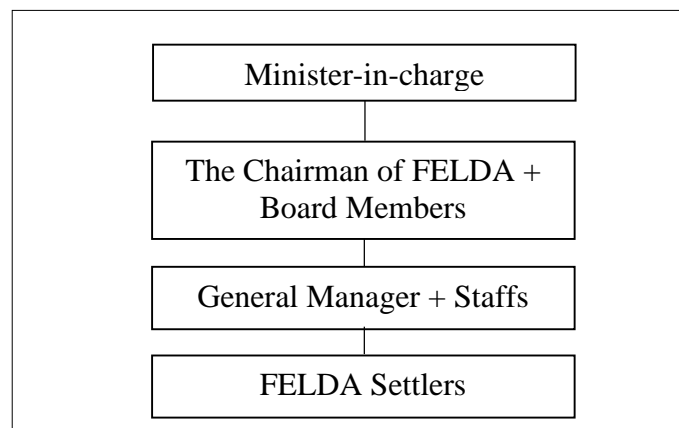 Minister-in-charge
The Chairman of FELDA +
Board Members
General Manager + Staffs
FELDA Settlers